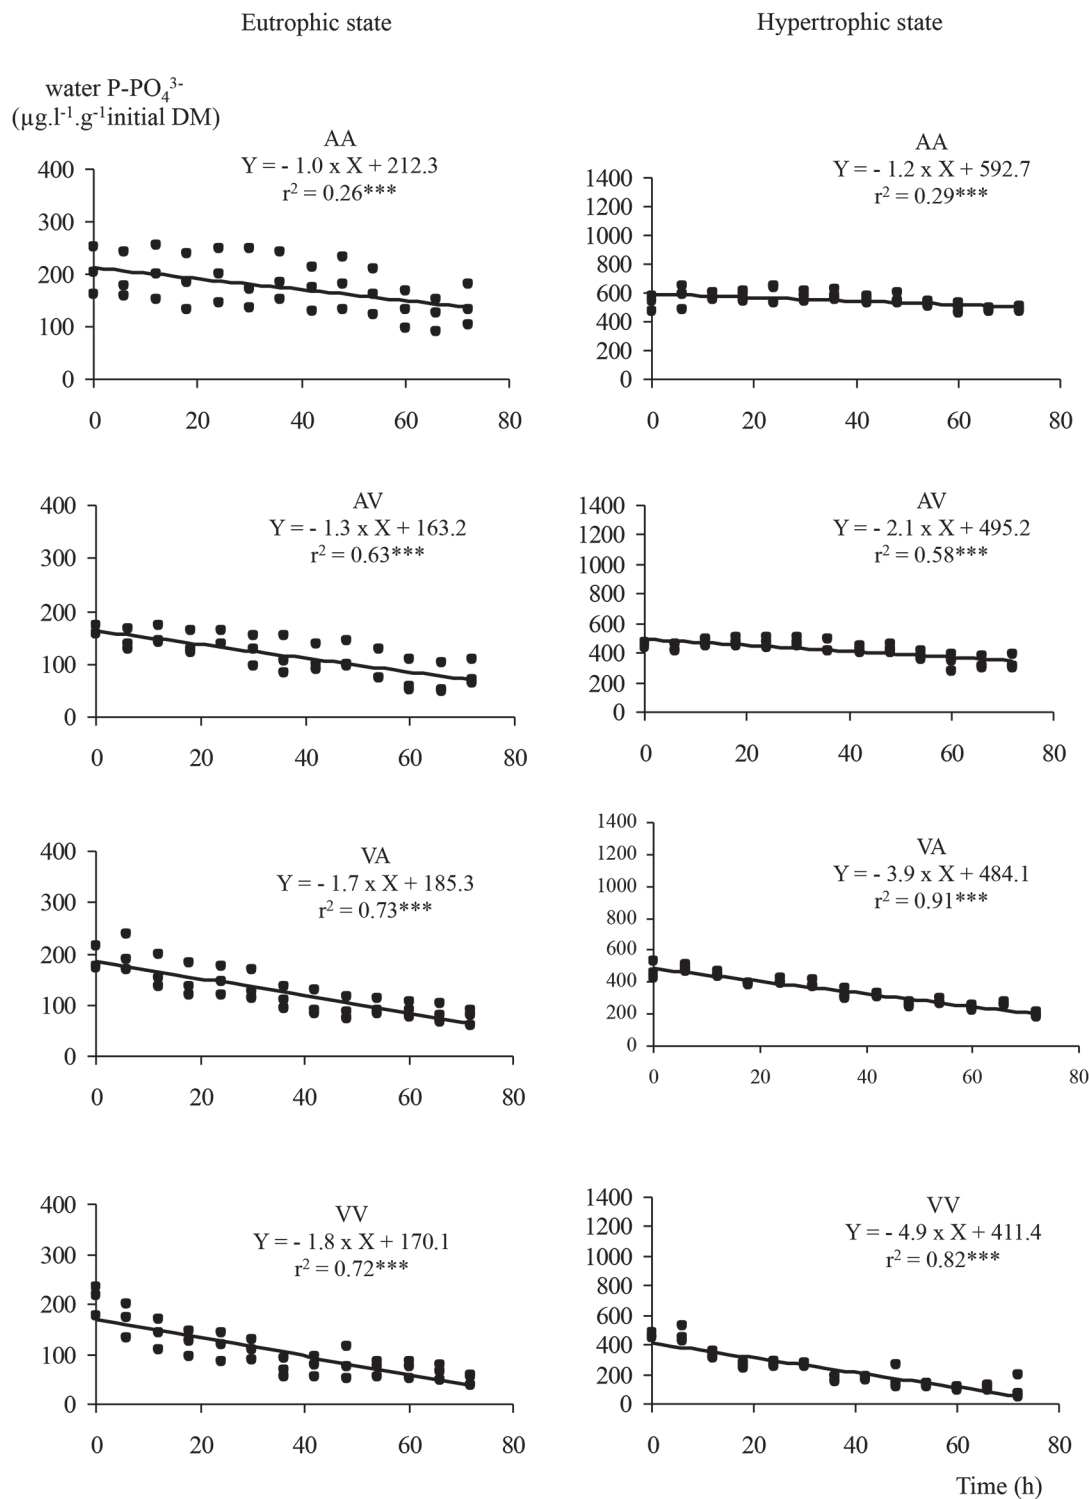 Eutrophic state
Hypertrophic state
water P-PO₄³⁻
(µg.l⁻¹.g⁻¹initial DM)
AA
Y = - 1.0 x X + 212.3
r² = 0.26***
400
300
200
100
0
0 20 40 60 80
AA
Y = - 1.2 x X + 592.7
r² = 0.29***
1400
1200
1000
800
600
400
200
0
0 20 40 60 80
AV
Y = - 1.3 x X + 163.2
r² = 0.63***
400
300
200
100
0
0 20 40 60 80
AV
Y = - 2.1 x X + 495.2
r² = 0.58***
1400
1200
1000
800
600
400
200
0
0 20 40 60 80
VA
Y = - 1.7 x X + 185.3
r² = 0.73***
400
300
200
100
0
0 20 40 60 80
VA
Y = - 3.9 x X + 484.1
r² = 0.91***
1400
1200
1000
800
600
400
200
0
0 20 40 60 80
VV
Y = - 1.8 x X + 170.1
r² = 0.72***
400
300
200
100
0
0 20 40 60 80
VV
Y = -4.9 x X + 411.4
r² = 0.82***
1400
1200
1000
800
600
400
200
0
0 20 40 60 80
Time (h)